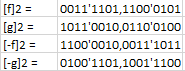 [f]2 = 0011'1101,1100'0101
[g]2 = 1011'0010,0110'0100
[-f]2 = 1100'0010,0011'1011
[-g]2 = 0100'1101,1001'1100